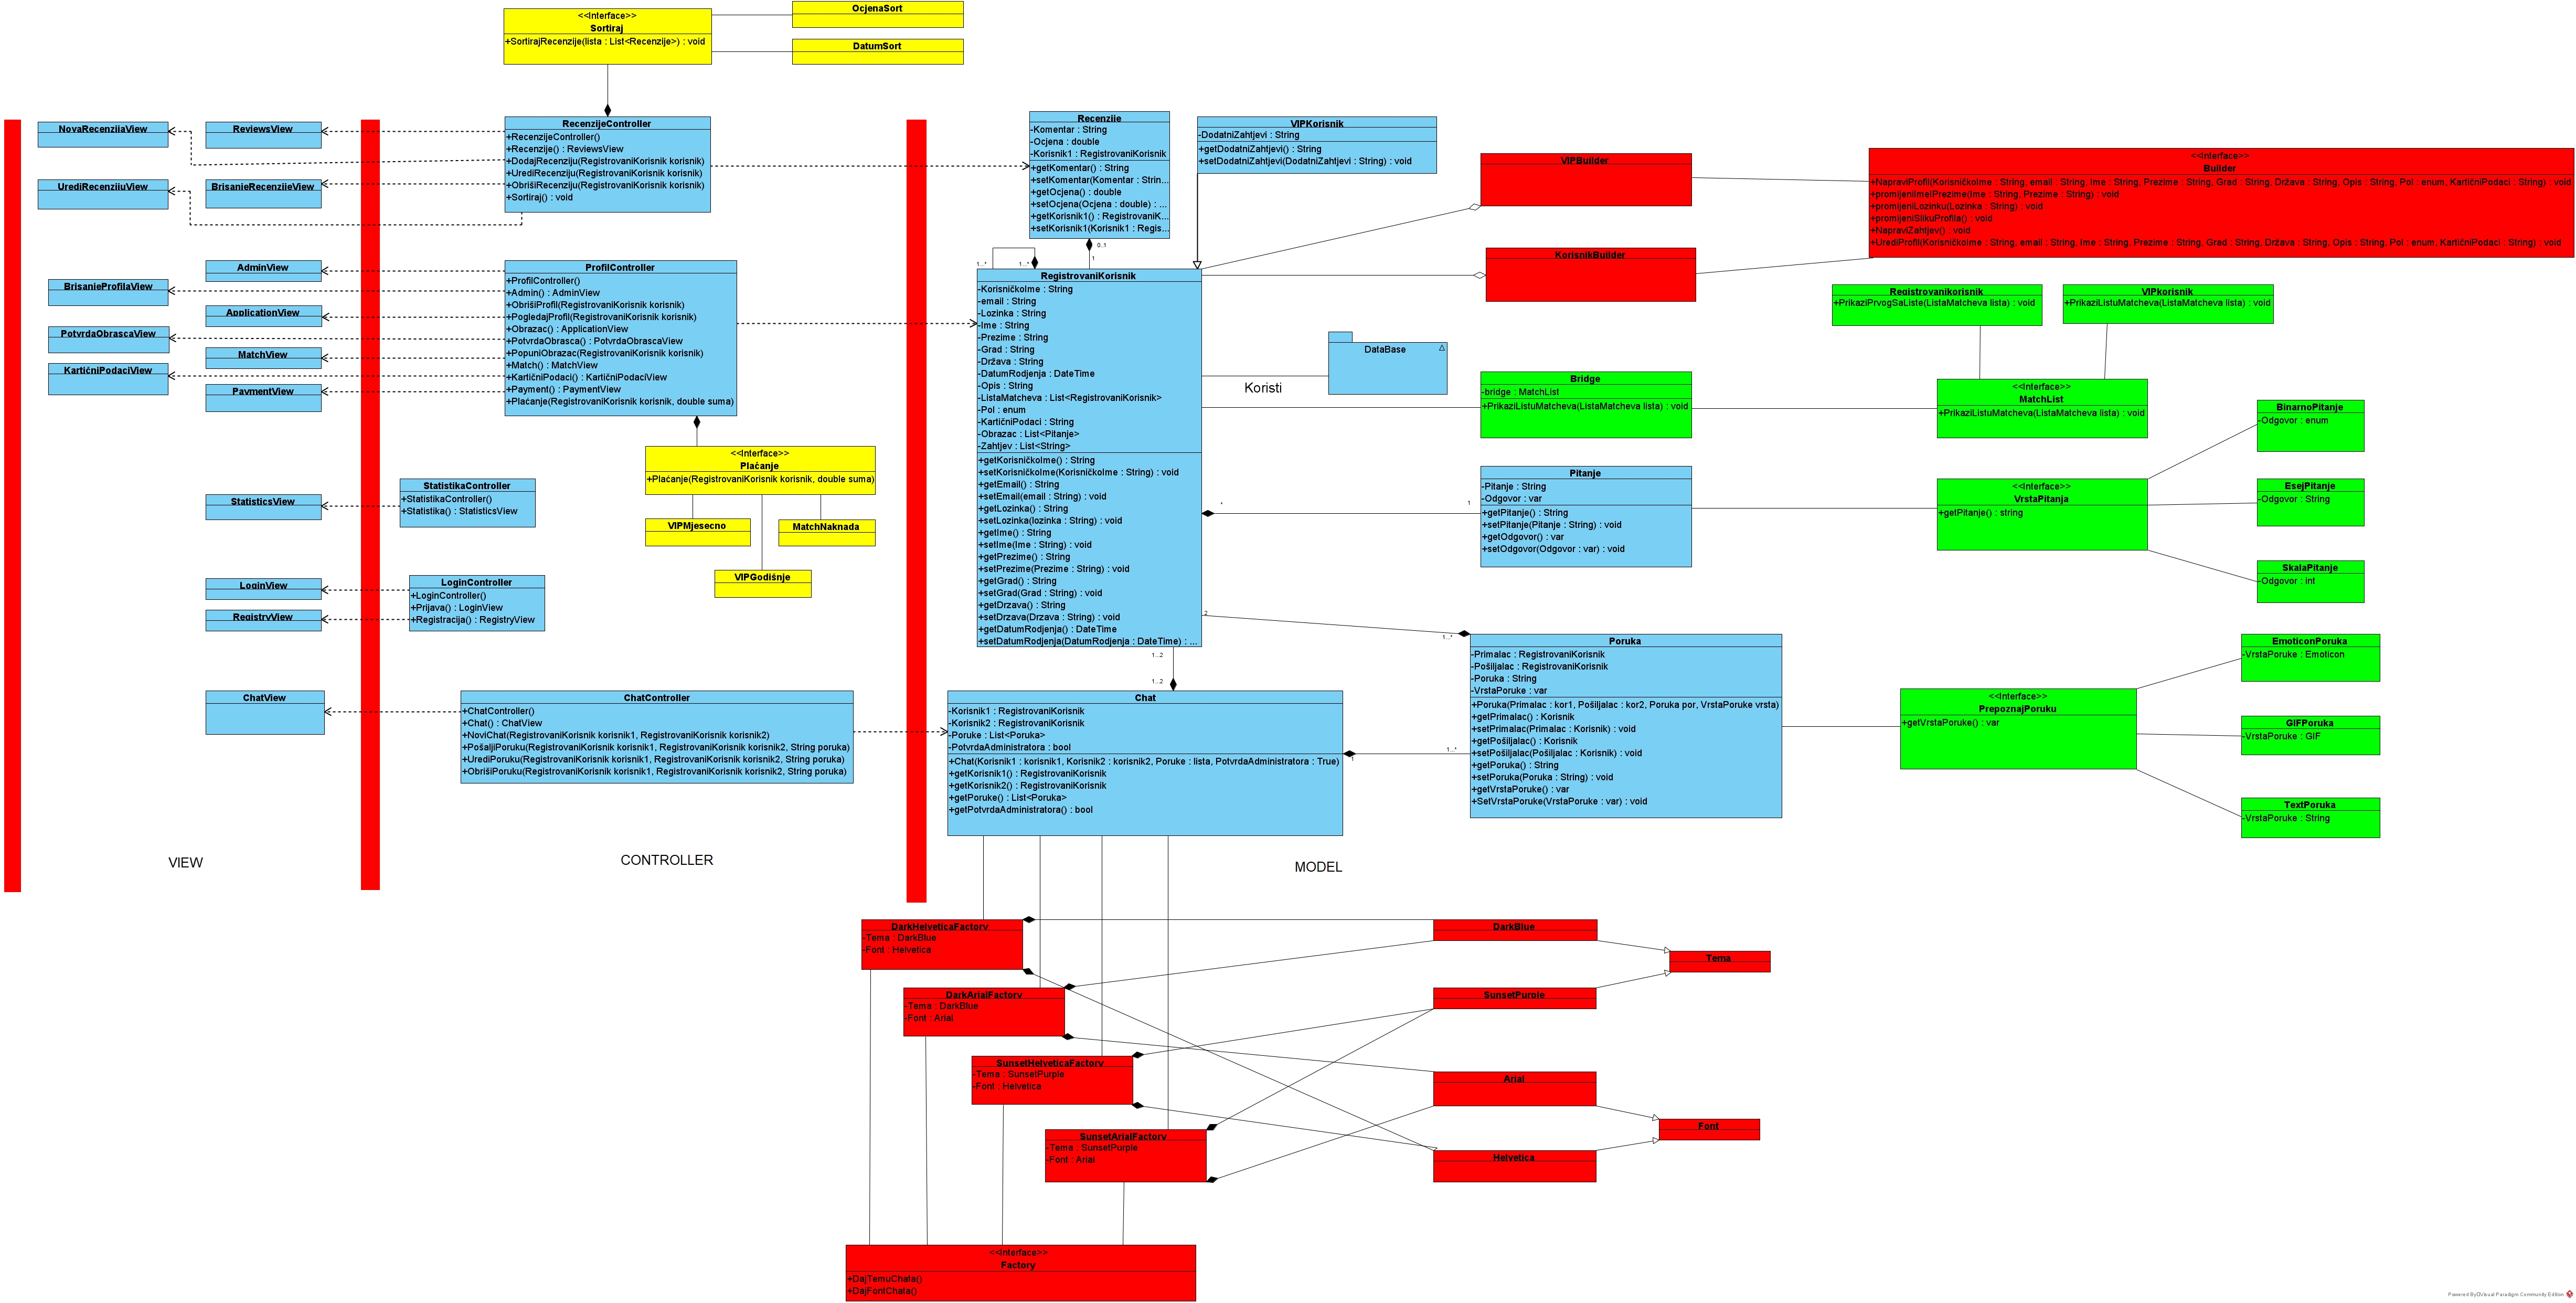 <<Interface>>
Sortiraj
+SortirajRecenzije(lista : List<Recenzije>) : void
OcjenaSort
DatumSort
NovaRecenzijaView
ReviewsView
UrediRecenzijuView
BrisanjeRecenzijeView
RecenzijeController
+RecenzijeController()
+Recenzije() : ReviewsView
+DodajRecenziju(RegistrovaniKorisnik korisnik)
+UrediRecenziju(RegistrovaniKorisnik korisnik)
+ObrišiRecenziju(RegistrovaniKorisnik korisnik)
+Sortiraj() : void
Recenzije
-Komentar : String
-Ocjena : double
-Korisnik1 : RegistrovaniKorisnik
+getKomentar() : String
+setKomentar(Komentar : Strin...
+getOcjena() : double
+setOcjena(Ocjena : double) : ...
+getKorisnik1() : RegistrovaniK...
+setKorisnik1(Korisnik1 : Regis...
0..1
1
1...*
1...*
VIPKorisnik
-DodatniZahtjevi : String
+getDodatniZahtjevi() : String
+setDodatniZahtjevi(DodatniZahtjevi : String) : void
VIPBuilder
KorisnikBuilder
<<Interface>>
Builder
+NapraviProfil(KorisničkoIme : String, email : String, Ime : String, Prezime : String, Grad : String, Država : String, Opis : String, Pol : enum, KartičniPodaci : String) : void
+promijeniImeIPrezime(Ime : String, Prezime : String) : void
+promijeniLozinku(Lozinka : String) : void
+promjeniSlikuProfila() : void
+NapraviZahtjev() : void
+UrediProfil(KorisničkoIme : String, email : String, Ime : String, Prezime : String, Grad : String, Država : String, Opis : String, Pol : enum, KartičniPodaci : String) : void
AdminView
BrisanjeProfilaView
ApplicationView
PotvrdaObrascaView
MatchView
KartičniPodaciView
PaymentView
ProfilController
+ProfilController()
+Admin() : AdminView
+ObrišiProfil(RegistrovaniKorisnik korisnik)
+PogledajProfil(RegistrovaniKorisnik korisnik)
+Obrazac() : ApplicationView
+PotvrdaObrasca() : PotvrdaObrascaView
+PopuniObrazac(RegistrovaniKorisnik korisnik)
+Match() : MatchView
+KartičniPodaci() : KartičniPodaciView
+Payment() : PaymentView
+Plaćanje(RegistrovaniKorisnik korisnik, double suma)
<<Interface>>
Plaćanje
+Plaćanje(RegistrovaniKorisnik korisnik, double suma)
VIPMjesecno
MatchNaknada
VIPGodišnje
StatisticsView
StatistikaController
+StatistikaController()
+Statistika() : StatisticsView
LoginView
RegistryView
LoginController
+LoginController()
+Prijava() : LoginView
+Registracija() : RegistryView
ChatView
ChatController
+ChatController()
+Chat() : ChatView
+NoviChat(RegistrovaniKorisnik korisnik1, RegistrovaniKorisnik korisnik2)
+PošaljiPoruku(RegistrovaniKorisnik korisnik1, RegistrovaniKorisnik korisnik2, String poruka)
+UrediPoruku(RegistrovaniKorisnik korisnik1, RegistrovaniKorisnik korisnik2, String poruka)
+ObrišiPoruku(RegistrovaniKorisnik korisnik1, RegistrovaniKorisnik korisnik2, String poruka)
RegistrovaniKorisnik
-KorisničkoIme : String
-email : String
-Lozinka : String
-Ime : String
-Prezime : String
-Grad : String
-Država : String
-DatumRodjenja : DateTime
-Opis : String
-ListaMatcheva : List<RegistrovaniKorisnik>
-Pol : enum
-KartičniPodaci : String
-Obrazac : List<Pitanje>
-Zahtjev : List<String>
+getKorisničkoIme() : String
+setKorisničkoIme(KorisničkoIme : String) : void
+getEmail() : String
+setEmail(email : String) : void
+getLozinka() : String
+setLozinka(lozinka : String) : void
+getIme() : String
+setIme(Ime : String) : void
+getPrezime() : String
+setPrezime(Prezime : String) : void
+getGrad() : String
+setGrad(Grad : String) : void
+getDrzava() : String
+setDrzava(Drzava : String) : void
+getDatumRodjenja() : DateTime
+setDatumRodjenja(DatumRodjenja : DateTime) : ...
DataBase
Koristi
Registrovanikorisnik
+PrikaziPrvogSaListe(ListaMatcheva lista) : void
VIPkorisnik
+PrikaziListuMatcheva(ListaMatcheva lista) : void
Bridge
-bridge : MatchList
+PrikaziListuMatcheva(ListaMatcheva lista) : void
<<Interface>>
MatchList
+PrikaziListuMatcheva(ListaMatcheva lista) : void
*
1
Pitanje
-Pitanje : String
-Odgovor : var
+getPitanje() : String
+setPitanje(Pitanje : String) : void
+getOdgovor() : var
+setOdgovor(Odgovor : var) : void
<<Interface>>
VrstaPitanja
+getPitanje() : string
BinarnoPitanje
-Odgovor : enum
EsejPitanje
-Odgovor : String
SkalaPitanje
-Odgovor : int
2
1...*
1...2
1...2
Poruka
-Primalac : RegistrovaniKorisnik
-Pošiljalac : RegistrovaniKorisnik
-Poruka : String
-VrstaPoruke : var
+Poruka(Primalac : kor1, Pošiljalac : kor2, Poruka por, VrstaPoruke vrsta)
+getPrimalac() : Korisnik
+setPrimalac(Primalac : Korisnik) : void
+getPošiljalac() : Korisnik
+setPošiljalac(Pošiljalac : Korisnik) : void
+getPoruka() : String
+setPoruka(Poruka : String) : void
+getVrstaPoruke() : var
+SetVrstaPoruke(VrstaPoruke : var) : void
<<Interface>>
PrepoznajPoruku
+getVrstaPoruke() : var
EmoticonPoruka
-VrstaPoruke : Emoticon
GIFPoruka
-VrstaPoruke : GIF
TextPoruka
-VrstaPoruke : String
Chat
-Korisnik1 : RegistrovaniKorisnik
-Korisnik2 : RegistrovaniKorisnik
-Poruke : List<Poruka>
-PotvrdaAdministratora : bool
+Chat(Korisnik1 : korisnik1, Korisnik2 : korisnik2, Poruke : lista, PotvrdaAdministratora : True)
+getKorisnik1() : RegistrovaniKorisnik
+getKorisnik2() : RegistrovaniKorisnik
+getPoruke() : List<Poruka>
+getPotvrdaAdministratora() : bool
1
1...*
VIEW
CONTROLLER
MODEL
DarkHelveticaFactory
-Tema : DarkBlue
-Font : Helvetica
DarkArialFactory
-Tema : DarkBlue
-Font : Arial
SunsetHelveticaFactory
-Tema : SunsetPurple
-Font : Helvetica
SunsetArialFactory
-Tema : SunsetPurple
-Font : Arial
DarkBlue
Tema
SunsetPurple
Arial
Font
Helvetica
<<Interface>>
Factory
+DajTemuChata()
+DajFontChata()
Powered By Visual Paradigm Community Edition